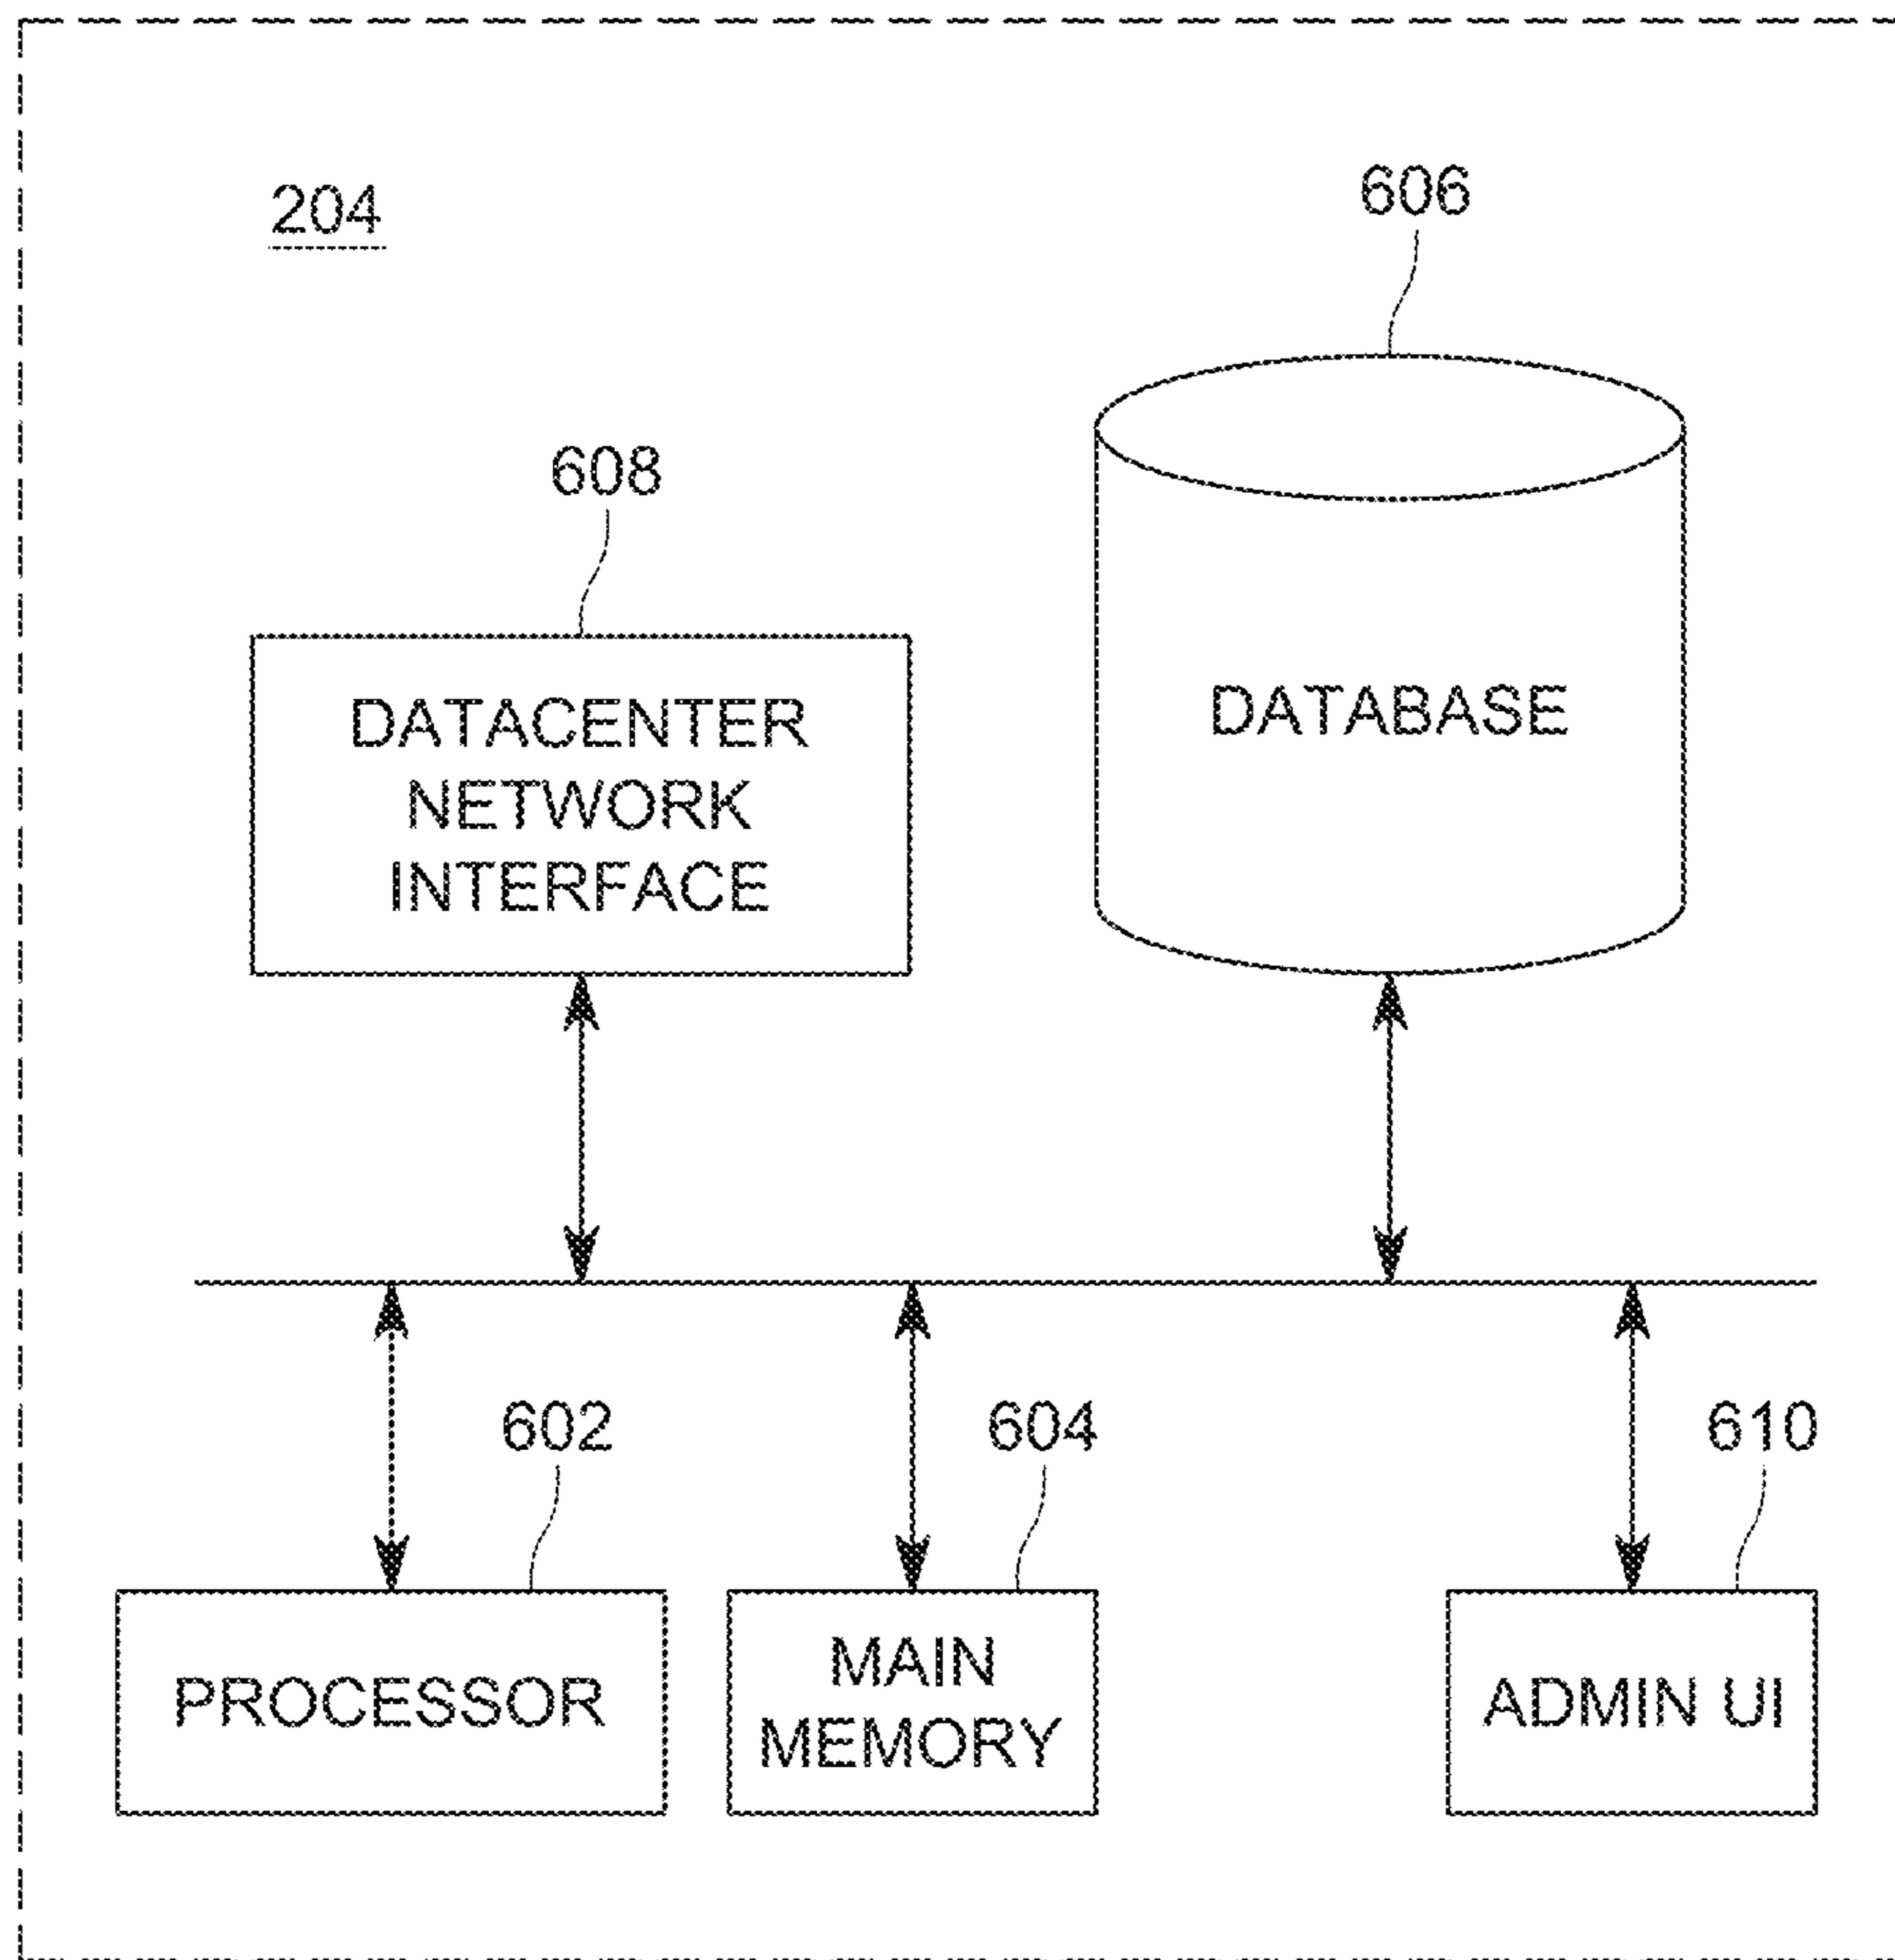 204
606
608
DATACENTER
NETWORK
INTERFACE
DATABASE
602
604
610
PROCESSOR
MAIN
MEMORY
ADMIN UI